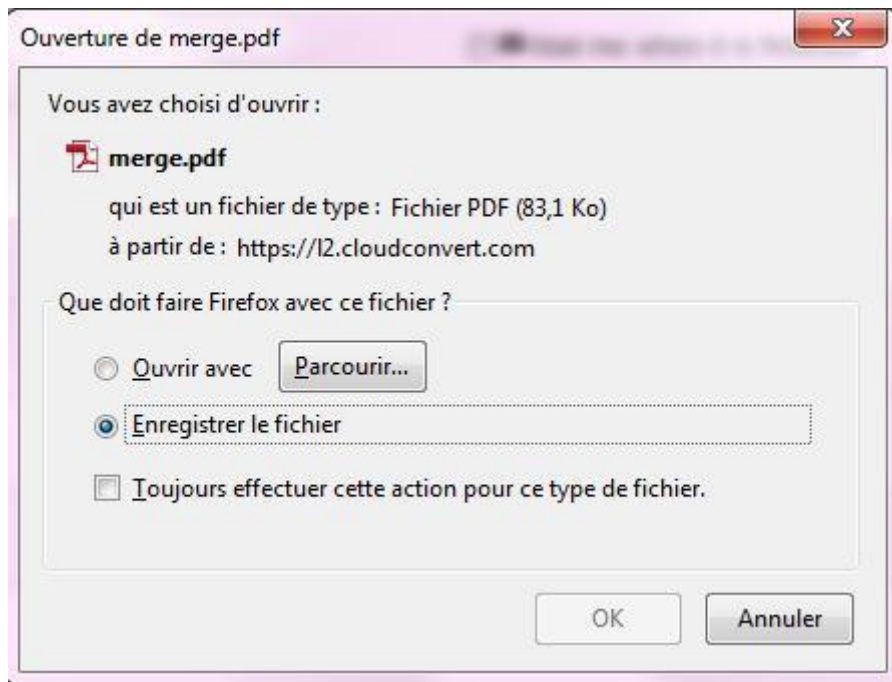 Ouverture de merge.pdf
Vous avez choisi d'ouvrir :
merge.pdf
qui est un fichier de type : Fichier PDF (83,1 Ko)
à partir de : https://l2.cloudconvert.com
Que doit faire Firefox avec ce fichier ?
Ouvrir avec Parcourir...
Enregistrer le fichier
Toujours effectuer cette action pour ce type de fichier.
OK Annuler